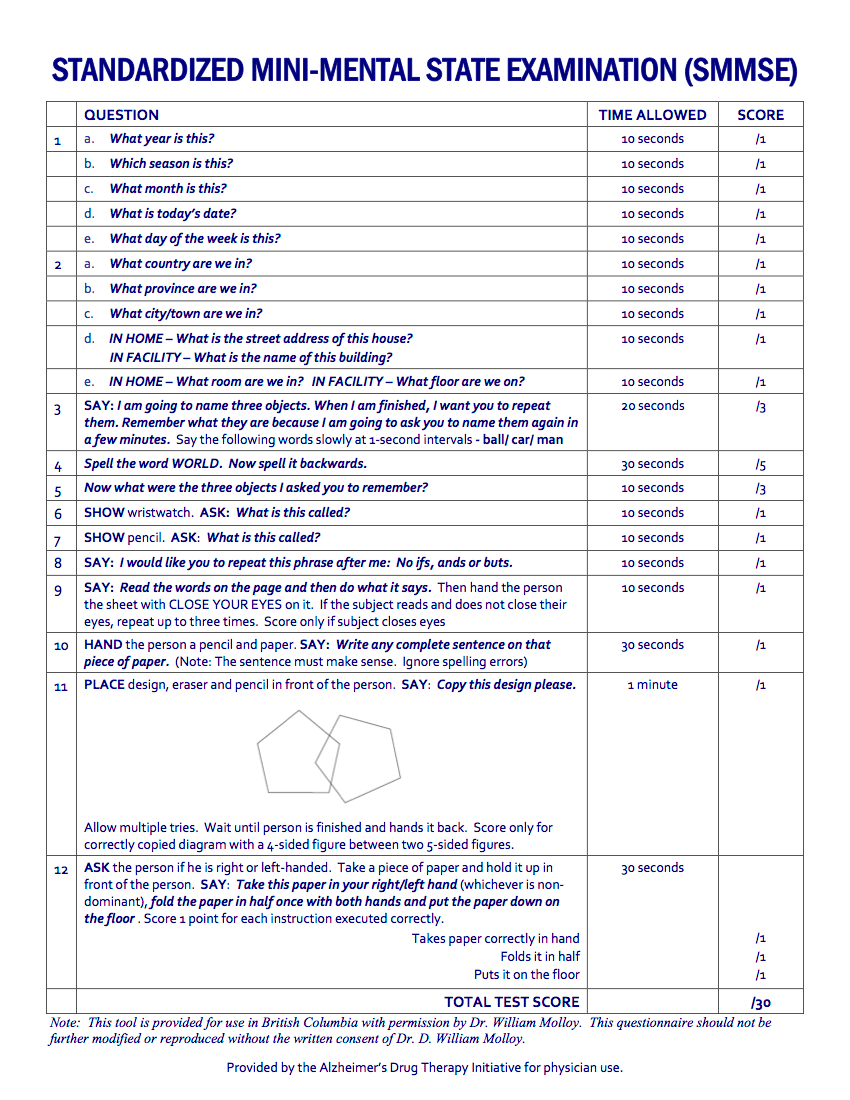 STANDARDIZED MINI-MENTAL STATE EXAMINATION (SMMSE)
QUESTION TIME ALLOWED SCORE
1 a. What year is this? 10 seconds /1
b. Which season is this? 10 seconds /1
c. What month is this? 10 seconds /1
d. What is today's date? 10 seconds /1
e. What day of the week is this? 10 seconds /1
2 a. What country are we in? 10 seconds /1
b. What province are we in? 10 seconds /1
c. What city/town are we in? 10 seconds /1
d. IN HOME – What is the street address of this house? 10 seconds /1
IN FACILITY – What is the name of this building?
e. IN HOME – What room are we in? IN FACILITY – What floor are we on? 10 seconds /1
3 SAY: I am going to name three objects. When I am finished, I want you to repeat 20 seconds /3
them. Remember what they are because I am going to ask you to name them again in
a few minutes. Say the following words slowly at 1-second intervals - ball/ car/ man
4 Spell the word WORLD. Now spell it backwards. 30 seconds /5
5 Now what were the three objects I asked you to remember? 10 seconds /3
6 SHOW wristwatch. ASK: What is this called? 10 seconds /1
7 SHOW pencil. ASK: What is this called? 10 seconds /1
8 SAY: I would like you to repeat this phrase after me: No ifs, ands or buts. 10 seconds /1
9 SAY: Read the words on the page and then do what it says. Then hand the person 10 seconds /1
the sheet with CLOSE YOUR EYES on it. If the subject reads and does not close their
eyes, repeat up to three times. Score only if subject closes eyes
10 HAND the person a pencil and paper. SAY: Write any complete sentence on that 30 seconds /1
piece of paper. (Note: The sentence must make sense. Ignore spelling errors)
11 PLACE design, eraser and pencil in front of the person. SAY: Copy this design please. 1 minute /1
Allow multiple tries. Wait until person is finished and hands it back. Score only for
correctly copied diagram with a 4-sided figure between two 5-sided figures.
12 ASK the person if he is right or left-handed. Take a piece of paper and hold it up in 30 seconds
front of the person. SAY: Take this paper in your right/left hand (whichever is non-
dominant), fold the paper in half once with both hands and put the paper down on
the floor . Score 1 point for each instruction executed correctly.
Takes paper correctly in hand /1
Folds it in half /1
Puts it on the floor /1
TOTAL TEST SCORE /30
Note: This tool is provided for use in British Columbia with permission by Dr. William Molloy. This questionnaire should not be
further modified or reproduced without the written consent of Dr. D. William Molloy.
Provided by the Alzheimer's Drug Therapy Initiative for physician use.